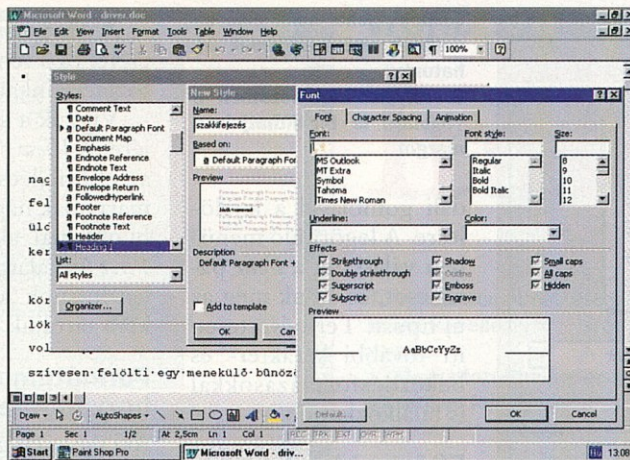 Microsoft Word - driver.doc
File Edit View Insert Format Tools Table Window Help
100%
Style
Styles:
Comment Text
Date
Default Paragraph Font
Document Map
Emphasis
Endnote Reference
Endnote Text
Envelope Address
Envelope Return
FollowedHyperlink
Footer
Footnote Reference
Footnote Text
Header
Heading 1
List:
All styles
Organizer...
New Style
Name:
szakkifejezés
Based on:
Default Paragraph Font
Preview
Description
Default Paragraph Font +
Add to template
OK
Can
Font
Font
Character Spacing
Animation
Font:
MS Outlook
MT Extra
Symbol
Tahoma
Times New Roman
Font style:
Regular
Italic
Bold
Bold Italic
Size:
8
9
10
11
12
Underline:
Color:
Effects
Strikethrough
Double strikethrough
Superscript
Subscript
Shadow
Outline
Emboss
Engrave
Small caps
All caps
Hidden
Preview
AaBbCcYyZz
Default...
OK
Cancel
nag
fel
uld
ker
kör
lök
vol
szívesen·felölti·egy·menekülő·bűnöz
Draw
AutoShapes
Page 1 Sec 1 1/2 At 2,5cm Ln 1 Col 1 REC TRK EXT OVR WPH
Start
Paint Shop Pro
Microsoft Word - driv...
Hu
13:08